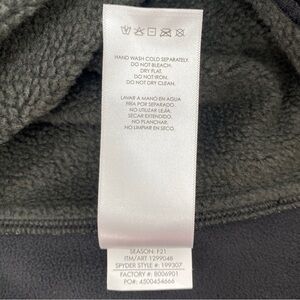 HAND WASH COLD SEPARATELY.
DO NOT BLEACH.
DRY FLAT.
DO NOT IRON.
DO NOT DRY CLEAN.
LAVAR A MANO EN AGUA
FRIA POR SEPARADO.
NO UTILIZAR LEJÍA.
SECAR EXTENDIDO.
NO PLANCHAR.
NO LIMPIAR EN SECO.
SEASON: F21
ITM/ART 1299048
SPYDER STYLE #: 199307
FACTORY #: B006901
PO#: 4500454666